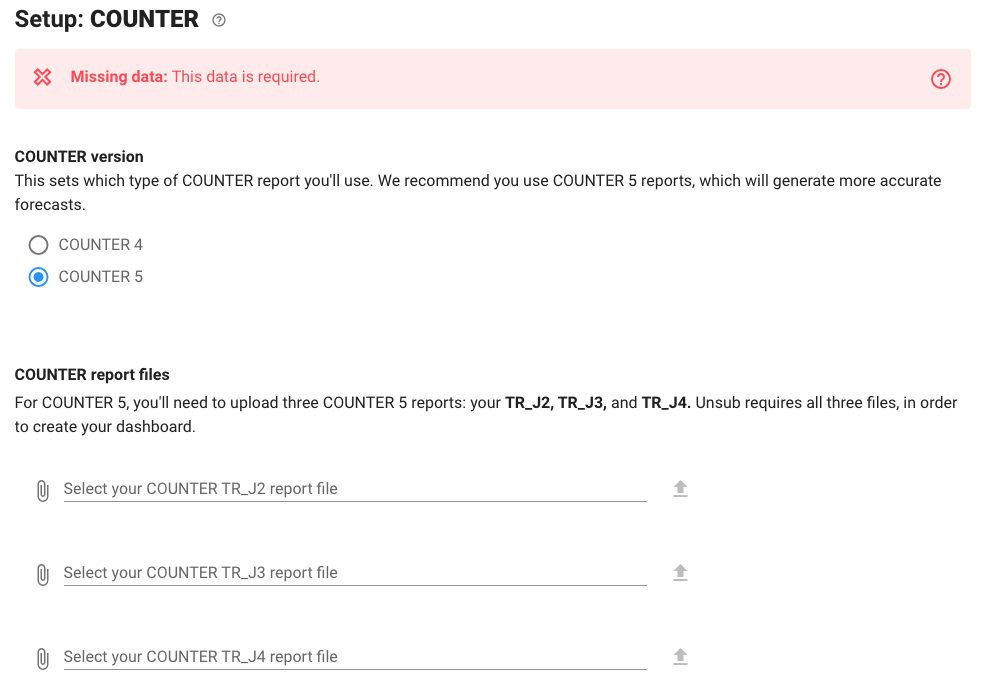 Setup: COUNTER ?
Missing data: This data is required. ?
COUNTER version
This sets which type of COUNTER report you'll use. We recommend you use COUNTER 5 reports, which will generate more accurate
forecasts.
COUNTER 4
COUNTER 5
COUNTER report files
For COUNTER 5, you'll need to upload three COUNTER 5 reports: your TR_J2, TR_J3, and TR_J4. Unsub requires all three files, in order
to create your dashboard.
Select your COUNTER TR_J2 report file
Select your COUNTER TR_J3 report file
Select your COUNTER TR_J4 report file